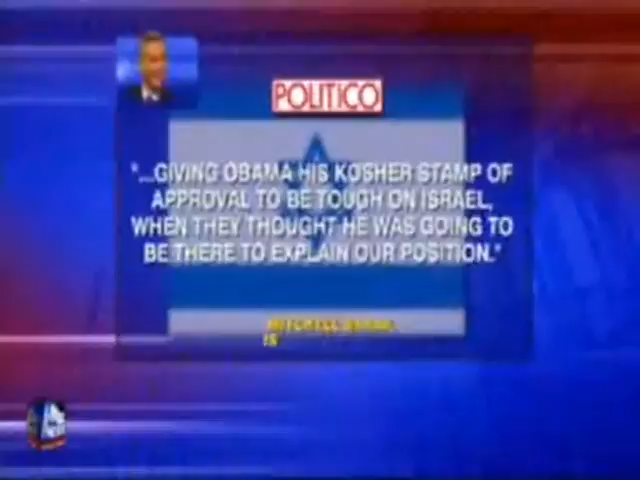 POLITICO
"...GIVING OBAMA HIS KOSHER STAMP OF
APPROVAL TO BE TOUGH ON ISRAEL,
WHEN THEY THOUGHT HE WAS GOING TO
BE THERE TO EXPLAIN OUR POSITION."
IS